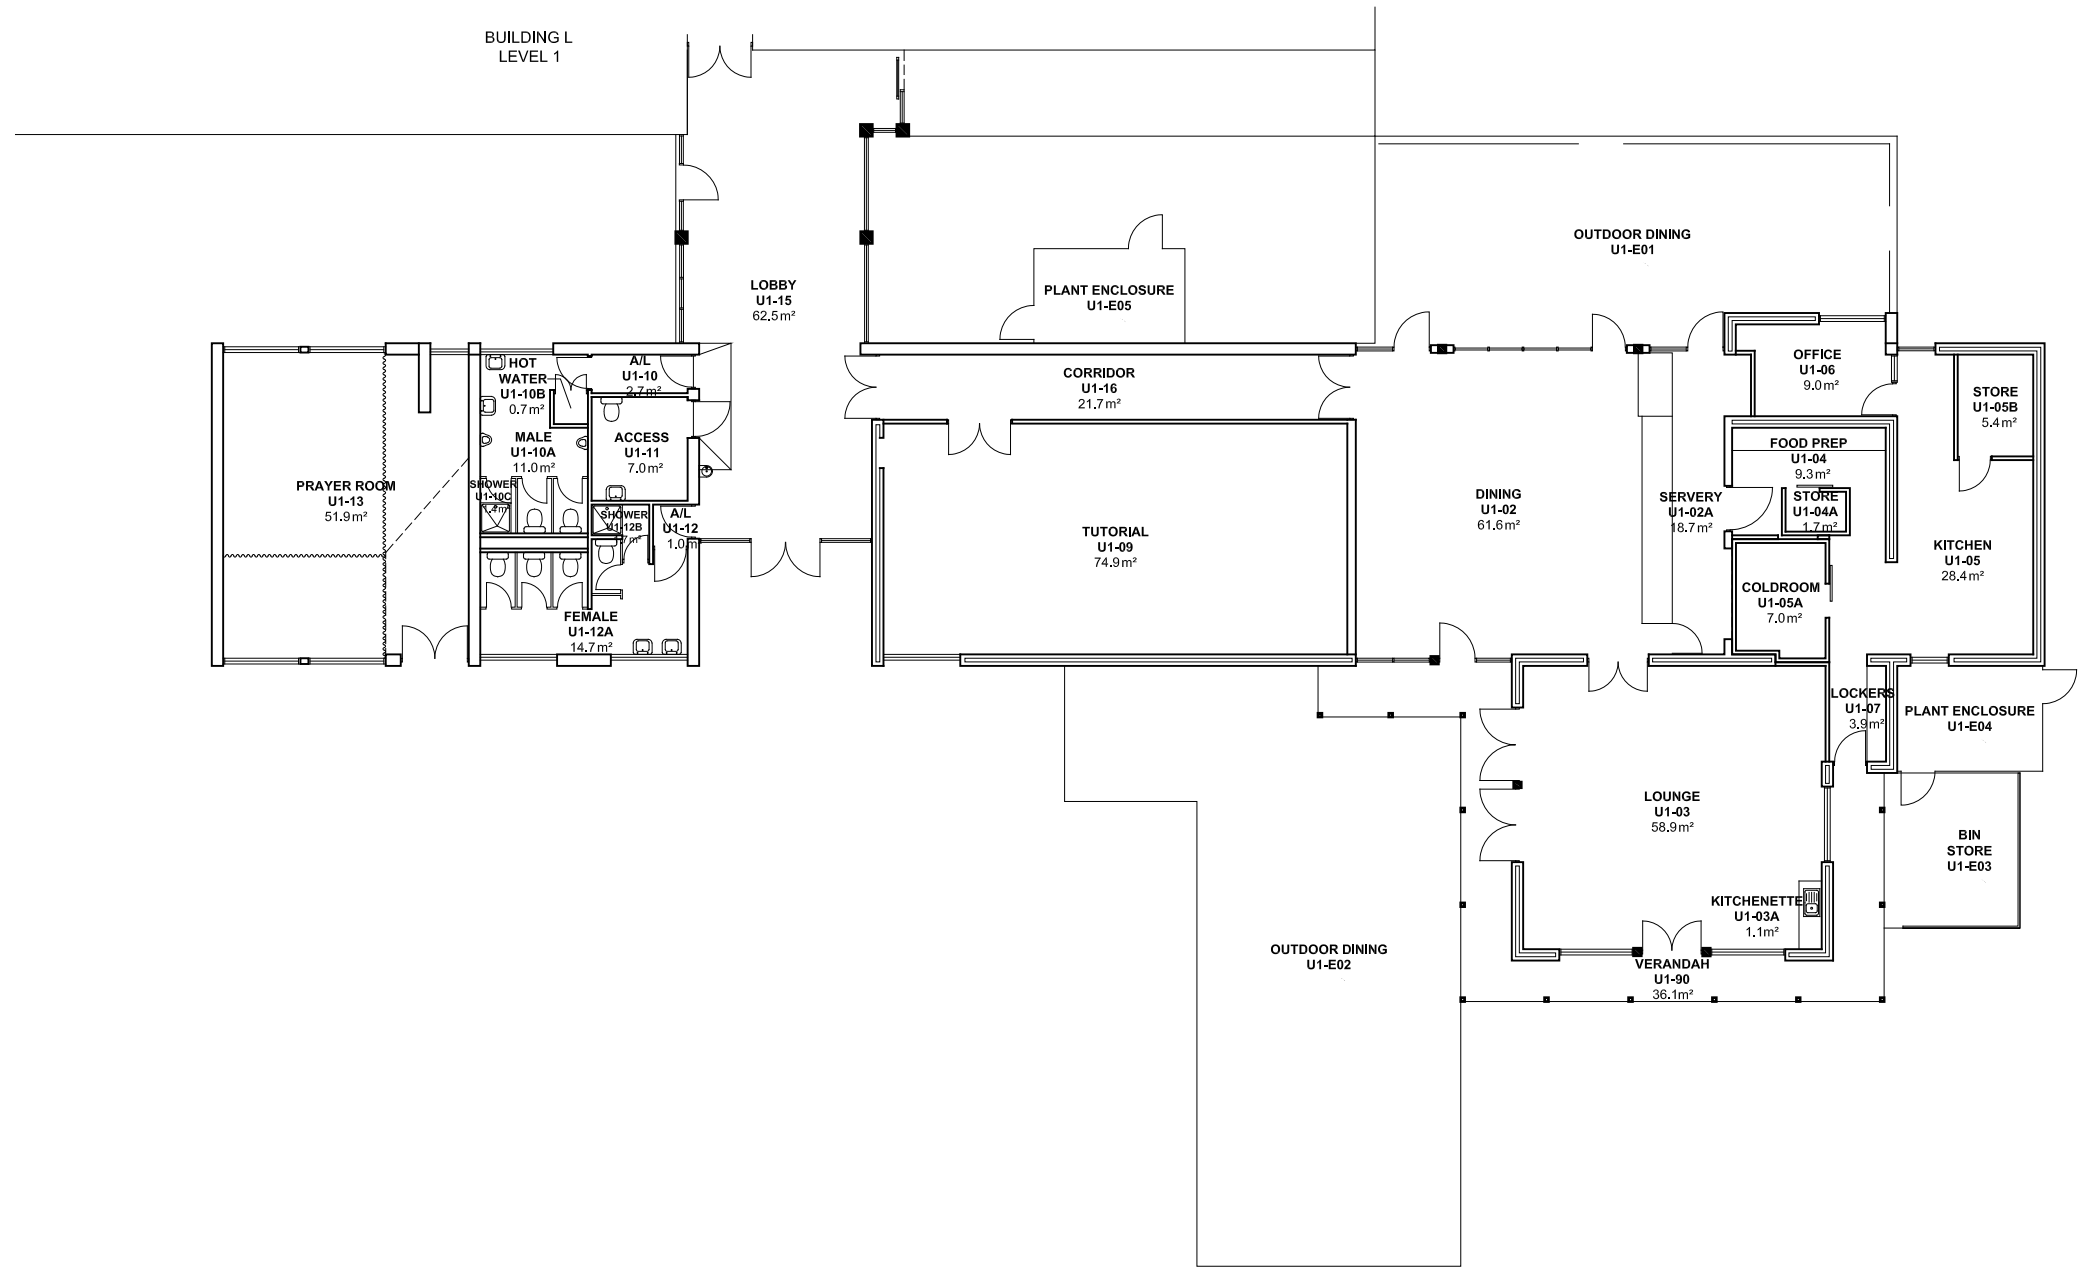 BUILDING L
LEVEL 1
OUTDOOR DINING
U1-E01
LOBBY
U1-15
62.5m²
PLANT ENCLOSURE
U1-E05
HOT
WATER
U1-10B
0.7m²
A/L
U1-10
2.7m²
CORRIDOR
U1-16
21.7m²
OFFICE
U1-06
9.0m²
STORE
U1-05B
5.4m²
MALE
U1-10A
11.0m²
ACCESS
U1-11
7.0m²
FOOD PREP
U1-04
9.3m²
PRAYER ROOM
U1-13
51.9m²
SHOWER
U1-10C
1.4m²
SHOWER
U1-12B
A/L
U1-12
1.0m
DINING
U1-02
61.6m²
SERVERY
U1-02A
18.7m²
STORE
U1-04A
1.7m²
TUTORIAL
U1-09
74.9m²
KITCHEN
U1-05
28.4m²
COLDROOM
U1-05A
7.0m²
FEMALE
U1-12A
14.7m²
LOCKERS
U1-07
3.9m²
PLANT ENCLOSURE
U1-E04
LOUNGE
U1-03
58.9m²
BIN
STORE
U1-E03
KITCHENETTE
U1-03A
1.1m²
OUTDOOR DINING
U1-E02
VERANDAH
U1-90
36.1m²